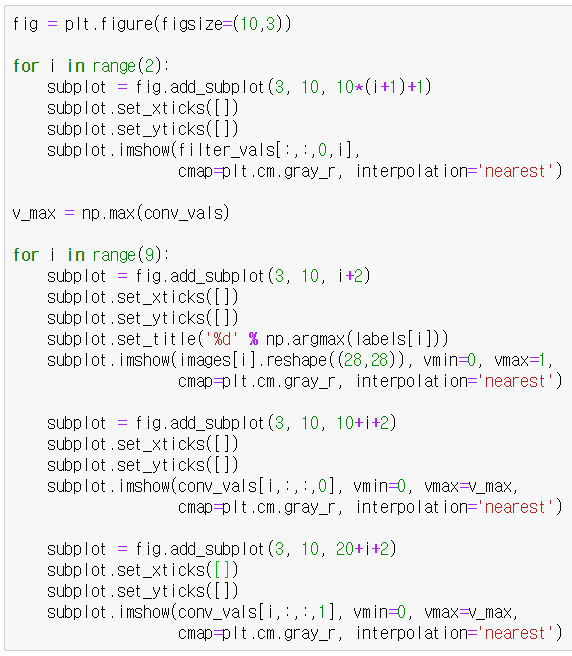 fig = plt.figure(figsize=(10,3))

for i in range(2):
    subplot = fig.add_subplot(3, 10, 10*(i+1)+1)
    subplot.set_xticks([])
    subplot.set_yticks([])
    subplot.imshow(filter_vals[:,:,0,i],
                   cmap=plt.cm.gray_r, interpolation='nearest')

v_max = np.max(conv_vals)

for i in range(9):
    subplot = fig.add_subplot(3, 10, i+2)
    subplot.set_xticks([])
    subplot.set_yticks([])
    subplot.set_title('%d' % np.argmax(labels[i]))
    subplot.imshow(images[i].reshape((28,28)), vmin=0, vmax=1,
                   cmap=plt.cm.gray_r, interpolation='nearest')

    subplot = fig.add_subplot(3, 10, 10+i+2)
    subplot.set_xticks([])
    subplot.set_yticks([])
    subplot.imshow(conv_vals[i,:,:,0], vmin=0, vmax=v_max,
                   cmap=plt.cm.gray_r, interpolation='nearest')

    subplot = fig.add_subplot(3, 10, 20+i+2)
    subplot.set_xticks([])
    subplot.set_yticks([])
    subplot.imshow(conv_vals[i,:,:,1], vmin=0, vmax=v_max,
                   cmap=plt.cm.gray_r, interpolation='nearest')